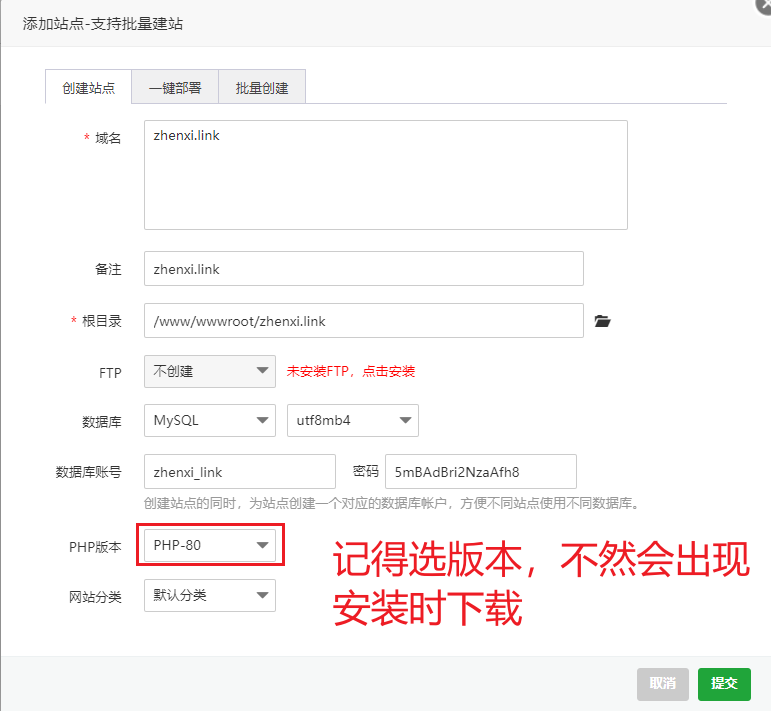 添加站点-支持批量建站
创建站点 一键部署 批量创建
* 域名 zhenxi.link
备注 zhenxi.link
* 根目录 /www/wwwroot/zhenxi.link
FTP 不创建 未安装FTP，点击安装
数据库 MySQL utf8mb4
数据库账号 zhenxi_link 密码 5mBAdBri2NzaAfh8
创建站点的同时，为站点创建一个对应的数据库帐户，方便不同站点使用不同数据库。
PHP版本 PHP-80
记得选版本，不然会出现
安装时下载
网站分类 默认分类
取消 提交